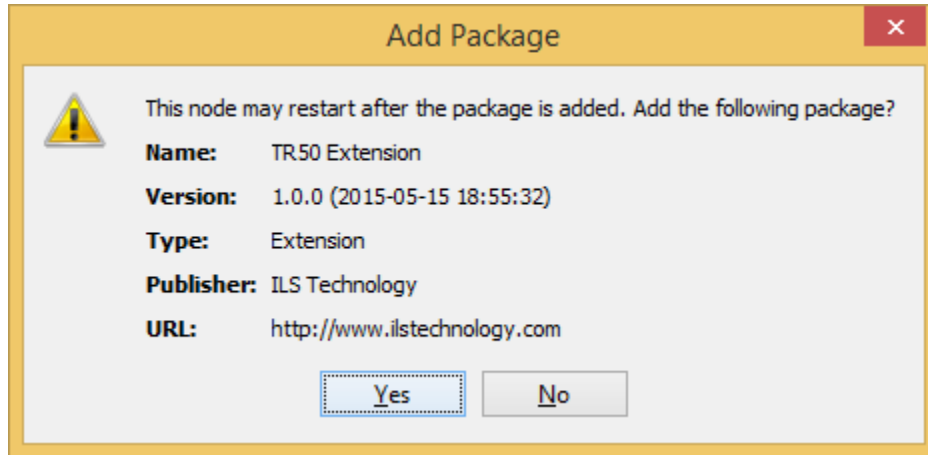 Add Package
This node may restart after the package is added. Add the following package?
Name: TR50 Extension
Version: 1.0.0 (2015-05-15 18:55:32)
Type: Extension
Publisher: ILS Technology
URL: http://www.ilstechnology.com
Yes No